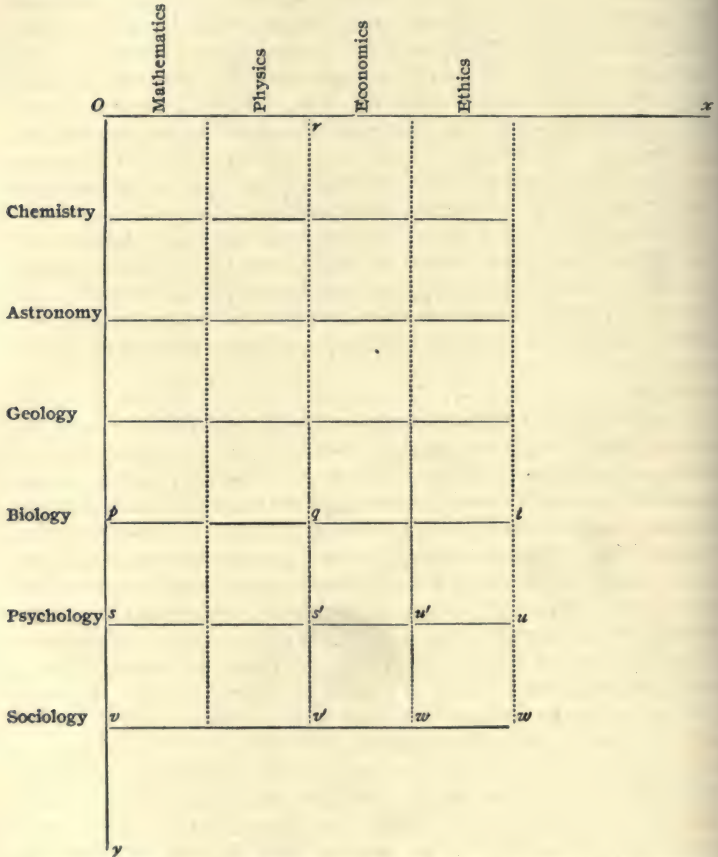 Mathematics
Physics
Economics
Ethics
O
x
r
Chemistry
Astronomy
Geology
Biology p q t
Psychology s s' u' u
Sociology v v' w w
y